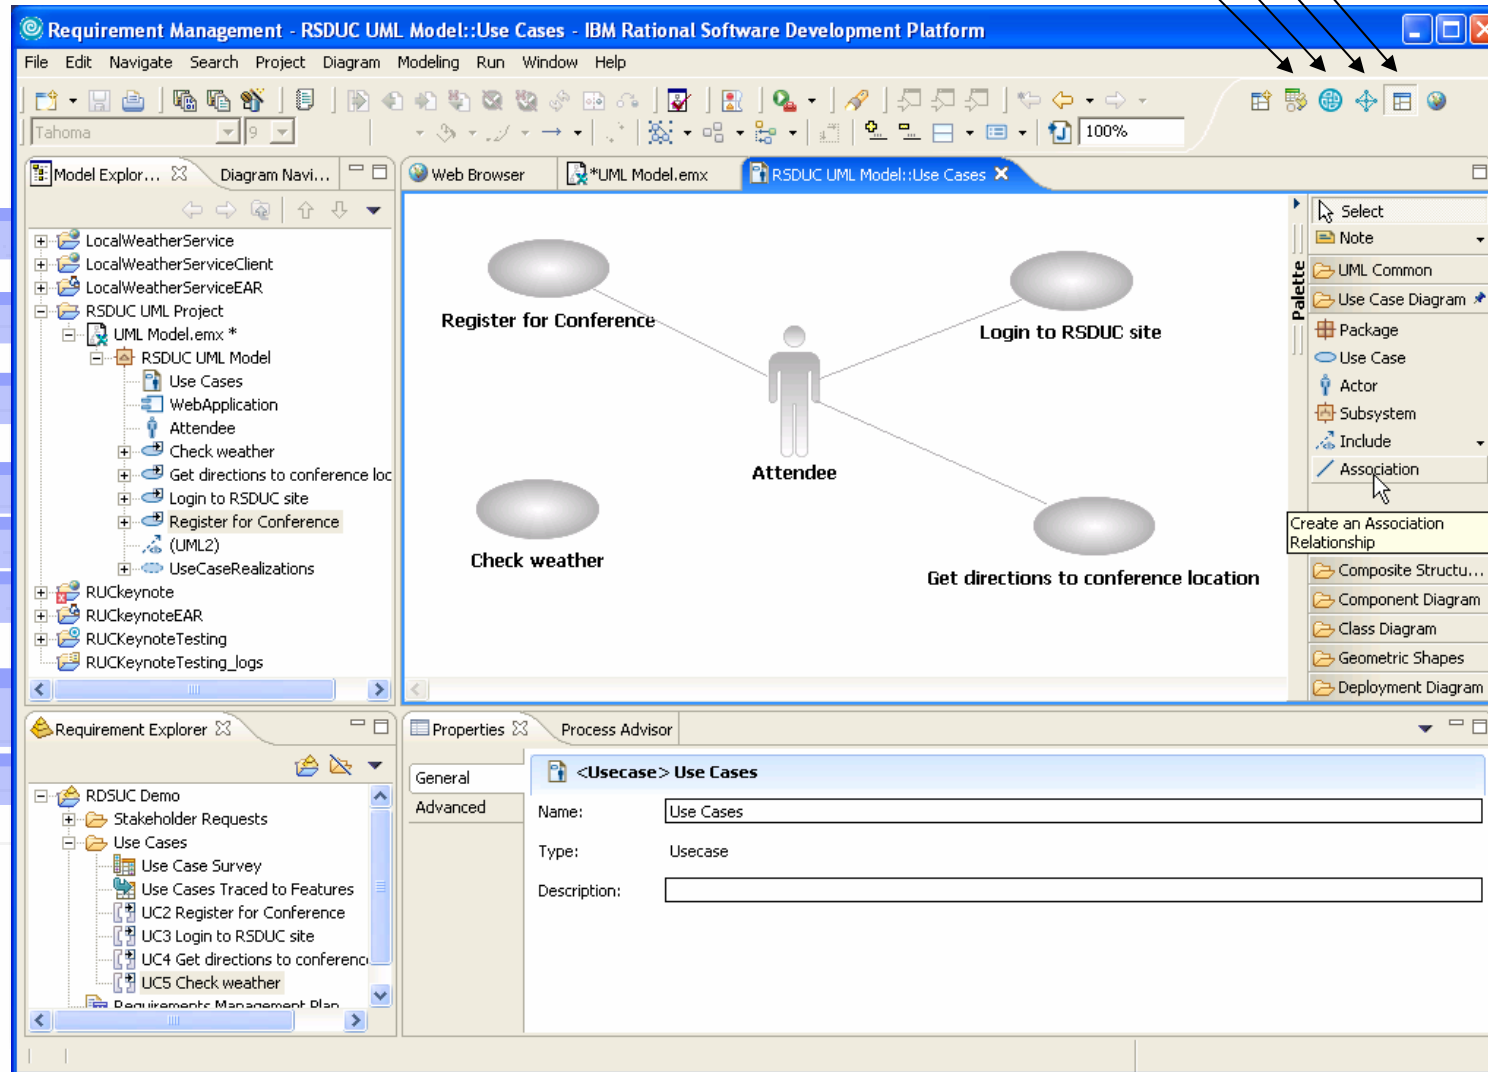 Requirement Management - RSDUC UML Model::Use Cases - IBM Rational Software Development Platform
File Edit Navigate Search Project Diagram Modeling Run Window Help
Tahoma 9 100%
Model Explor... Diagram Navi...
LocalWeatherService
LocalWeatherServiceClient
LocalWeatherServiceEAR
RSDUC UML Project
UML Model.emx *
RSDUC UML Model
Use Cases
WebApplication
Attendee
Check weather
Get directions to conference loc
Login to RSDUC site
Register for Conference
(UML2)
UseCaseRealizations
RUCkeynote
RUCkeynoteEAR
RUCKeynoteTesting
RUCKeynoteTesting_logs
Web Browser *UML Model.emx RSDUC UML Model::Use Cases
Register for Conference
Login to RSDUC site
Attendee
Check weather
Get directions to conference location
Palette
Select
Note
UML Common
Use Case Diagram
Package
Use Case
Actor
Subsystem
Include
Association
Create an Association
Relationship
Composite Structu...
Component Diagram
Class Diagram
Geometric Shapes
Deployment Diagram
Requirement Explorer
RDSUC Demo
Stakeholder Requests
Use Cases
Use Case Survey
Use Cases Traced to Features
UC2 Register for Conference
UC3 Login to RSDUC site
UC4 Get directions to conferenc
UC5 Check weather
Requirements Management Plan
Properties Process Advisor
General
Advanced
<Usecase> Use Cases
Name: Use Cases
Type: Usecase
Description: